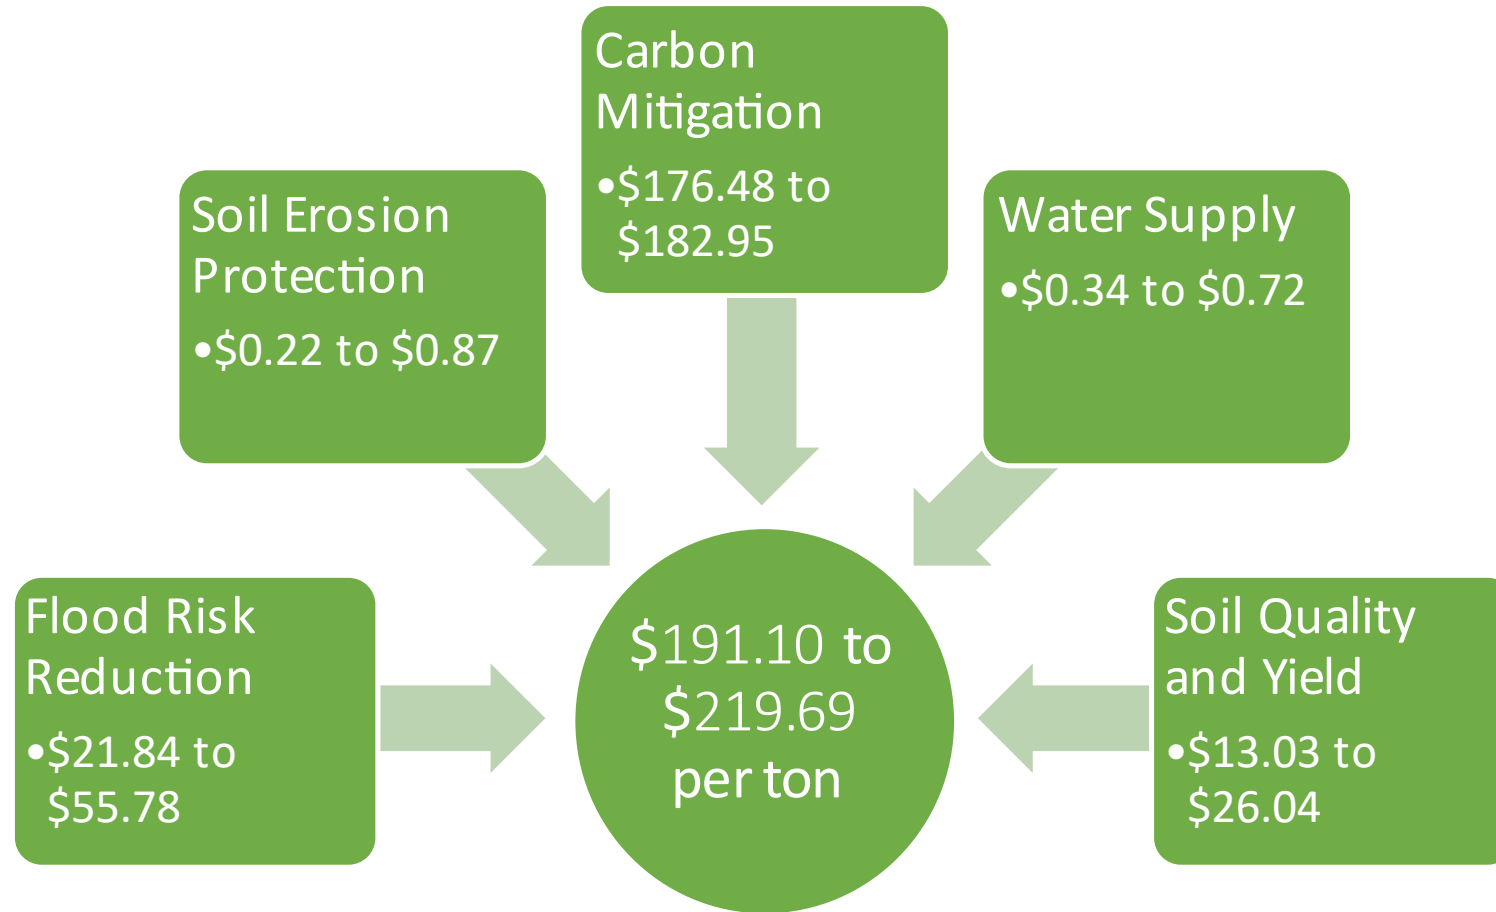 Carbon
Mitigation
•$176.48 to
$182.95
Soil Erosion
Protection
•$0.22 to $0.87
Water Supply
•$0.34 to $0.72
Flood Risk
Reduction
•$21.84 to
$55.78
$191.10 to
$219.69
per ton
Soil Quality
and Yield
•$13.03 to
$26.04